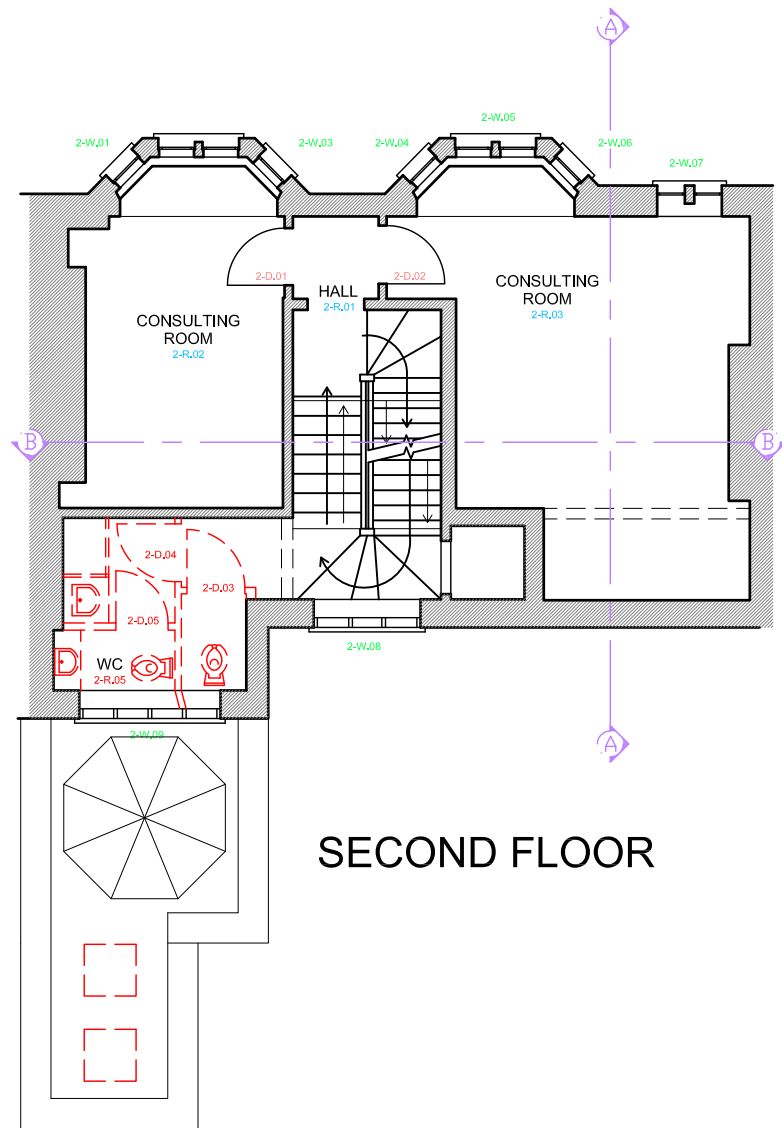 A
2-W.05
2-W.01
2-W.03
2-W.04
2-W.06
2-W.07
2-D.01
2-D.02
HALL
2-R.01
CONSULTING
ROOM
2-R.03
CONSULTING
ROOM
2-R.02
B
B
2-D.04
2-D.03
2-D.05
2-W.08
WC
2-R.05
2-W.09
A
SECOND FLOOR